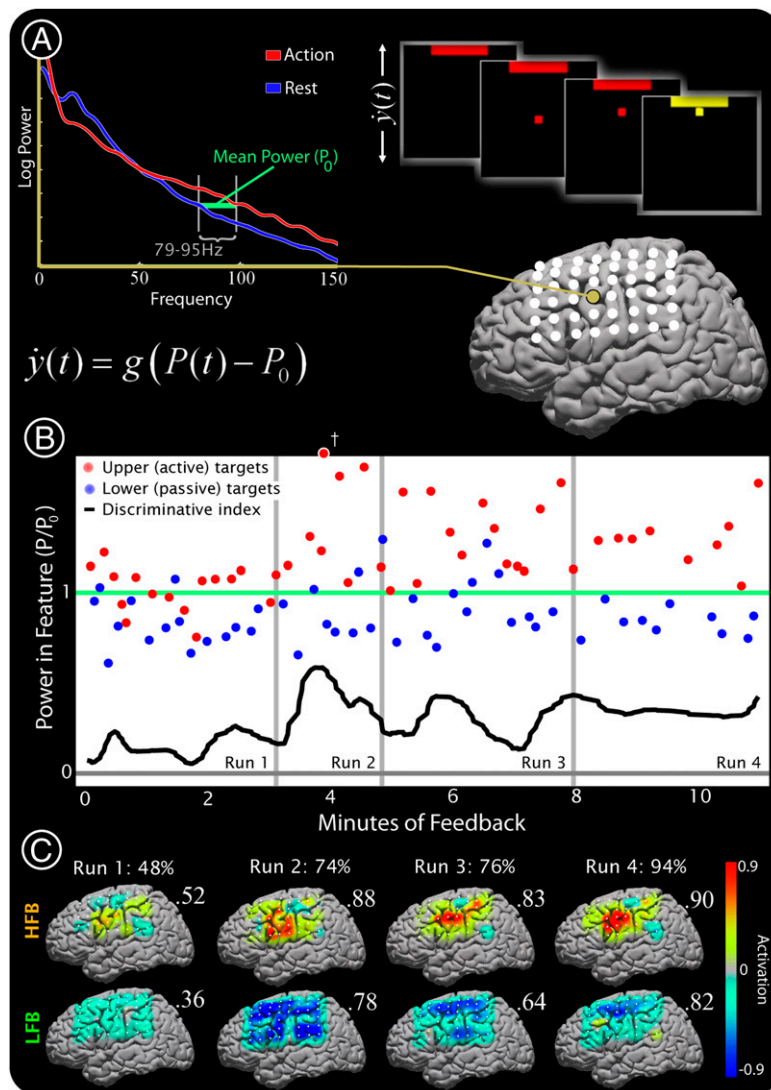 A
Action
Rest
ẏ(t)
Log Power
Mean Power (P₀)
79-95Hz
0
0 50 100 150
Frequency
ẏ(t) = g(P(t) − P₀)
B
†
Upper (active) targets
Lower (passive) targets
Discriminative index
Power in Feature (P/P₀)
1
0
Run 1 Run 2 Run 3 Run 4
0 2 4 6 8 10
Minutes of Feedback
C
Run 1: 48% Run 2: 74% Run 3: 76% Run 4: 94%
HFB .52 .88 .83 .90
LFB .36 .78 .64 .82
0.9
0
-0.9
Activation